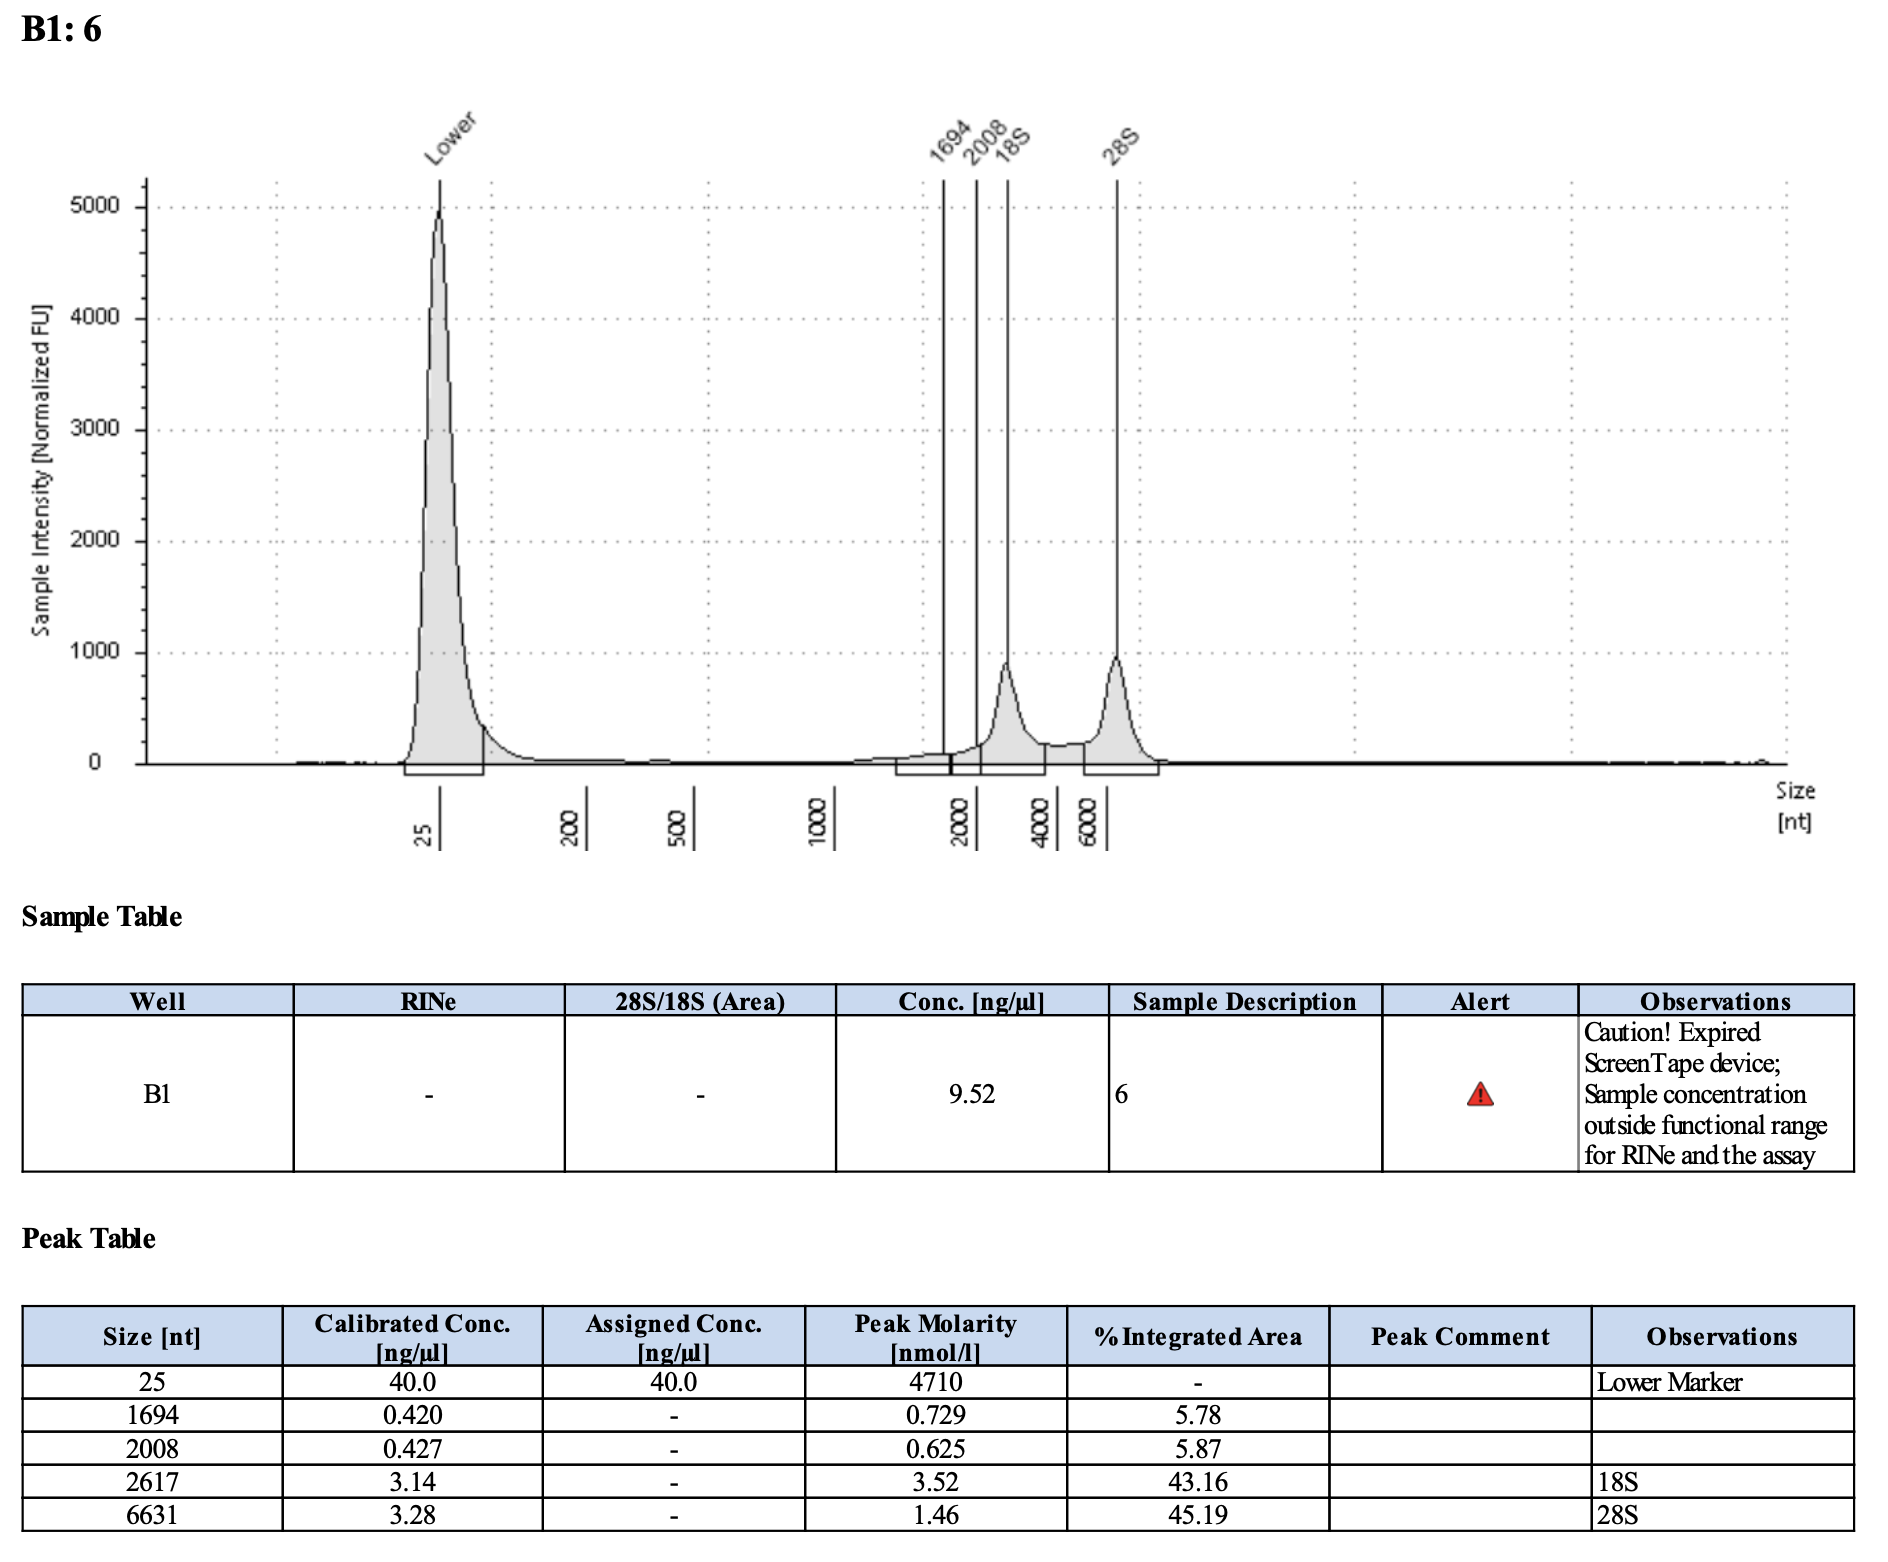 B1: 6
Lower
1694
2008
18S
28S
Sample Intensity [Normalized FU]
5000
4000
3000
2000
1000
0
25
200
500
1000
2000
4000
6000
Size
[nt]
Sample Table
Well RINe 28S/18S (Area) Conc. [ng/µl] Sample Description Alert Observations
B1 - - 9.52 6 Caution! Expired
ScreenTape device;
Sample concentration
outside functional range
for RINe and the assay
Peak Table
Size [nt] Calibrated Conc. [ng/µl] Assigned Conc. [ng/µl] Peak Molarity [nmol/l] % Integrated Area Peak Comment Observations
25 40.0 40.0 4710 - Lower Marker
1694 0.420 - 0.729 5.78
2008 0.427 - 0.625 5.87
2617 3.14 - 3.52 43.16 18S
6631 3.28 - 1.46 45.19 28S